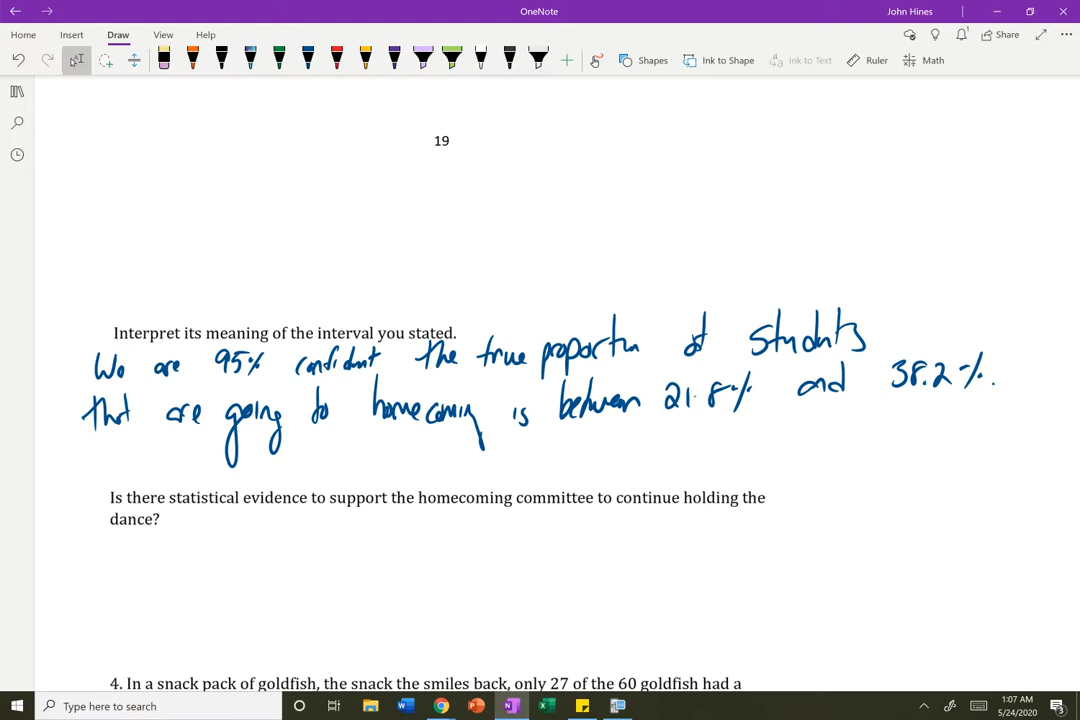 OneNote
John Hines
Home Insert Draw View Help
Share
Shapes Ink to Shape Ink to Text Ruler Math
19
Interpret its meaning of the interval you stated.
We are 95% confident the true proportion of students
that are going to homecoming is between 21.8% and 38.2%.
Is there statistical evidence to support the homecoming committee to continue holding the
dance?
4. In a snack pack of goldfish, the snack the smiles back, only 27 of the 60 goldfish had a
Type here to search
1:07 AM
5/24/2020
3